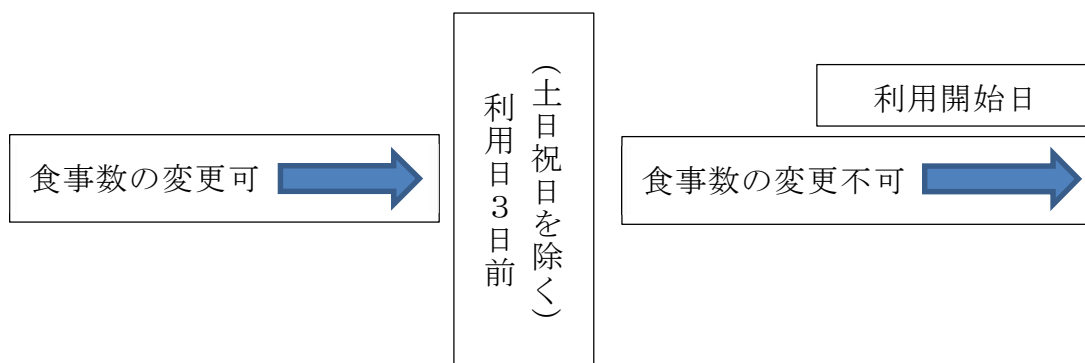 食事数の変更可
(土日祝日を除く)
利用日3日前
利用開始日
食事数の変更不可